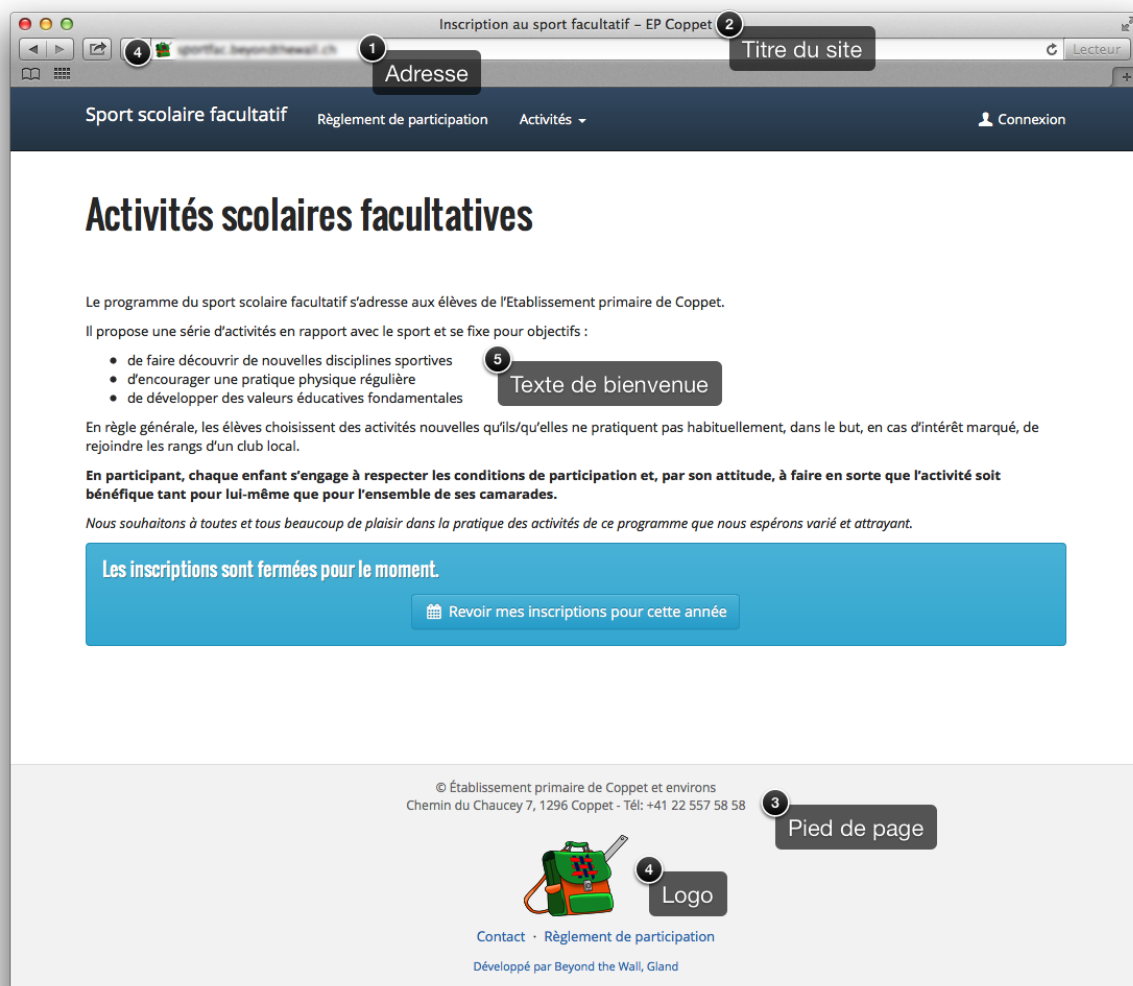 Inscription au sport facultatif – EP Coppet
2
Titre du site
4
sportfac.beyondthewall.ch
1
Adresse
Lecteur
Sport scolaire facultatif
Règlement de participation
Activités
Connexion
Activités scolaires facultatives
Le programme du sport scolaire facultatif s’adresse aux élèves de l’Etablissement primaire de Coppet.
Il propose une série d’activités en rapport avec le sport et se fixe pour objectifs :
• de faire découvrir de nouvelles disciplines sportives
• d’encourager une pratique physique régulière
• de développer des valeurs éducatives fondamentales
5
Texte de bienvenue
En règle générale, les élèves choisissent des activités nouvelles qu’ils/qu’elles ne pratiquent pas habituellement, dans le but, en cas d’intérêt marqué, de
rejoindre les rangs d’un club local.
En participant, chaque enfant s’engage à respecter les conditions de participation et, par son attitude, à faire en sorte que l’activité soit
bénéfique tant pour lui-même que pour l’ensemble de ses camarades.
Nous souhaitons à toutes et tous beaucoup de plaisir dans la pratique des activités de ce programme que nous espérons varié et attrayant.
Les inscriptions sont fermées pour le moment.
Revoir mes inscriptions pour cette année
© Établissement primaire de Coppet et environs
Chemin du Chaucey 7, 1296 Coppet - Tél: +41 22 557 58 58
3
Pied de page
4
Logo
Contact · Règlement de participation
Développé par Beyond the Wall, Gland